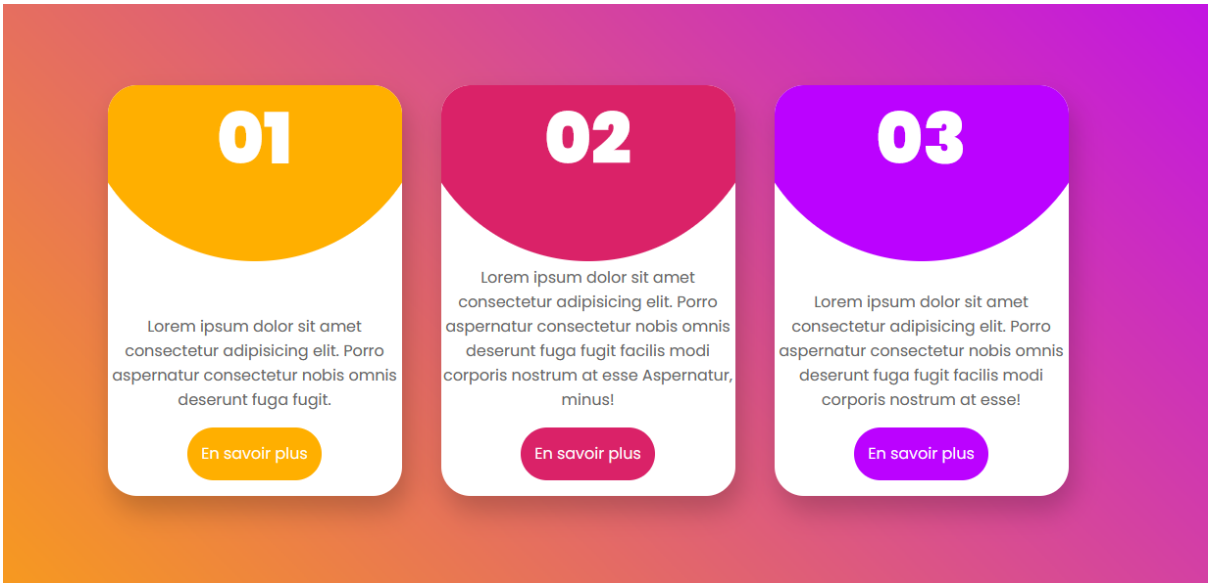 01
Lorem ipsum dolor sit amet
consectetur adipisicing elit. Porro
aspernatur consectetur nobis omnis
deserunt fuga fugit.
En savoir plus
02
Lorem ipsum dolor sit amet
consectetur adipisicing elit. Porro
aspernatur consectetur nobis omnis
deserunt fuga fugit facilis modi
corporis nostrum at esse Aspernatur,
minus!
En savoir plus
03
Lorem ipsum dolor sit amet
consectetur adipisicing elit. Porro
aspernatur consectetur nobis omnis
deserunt fuga fugit facilis modi
corporis nostrum at esse!
En savoir plus